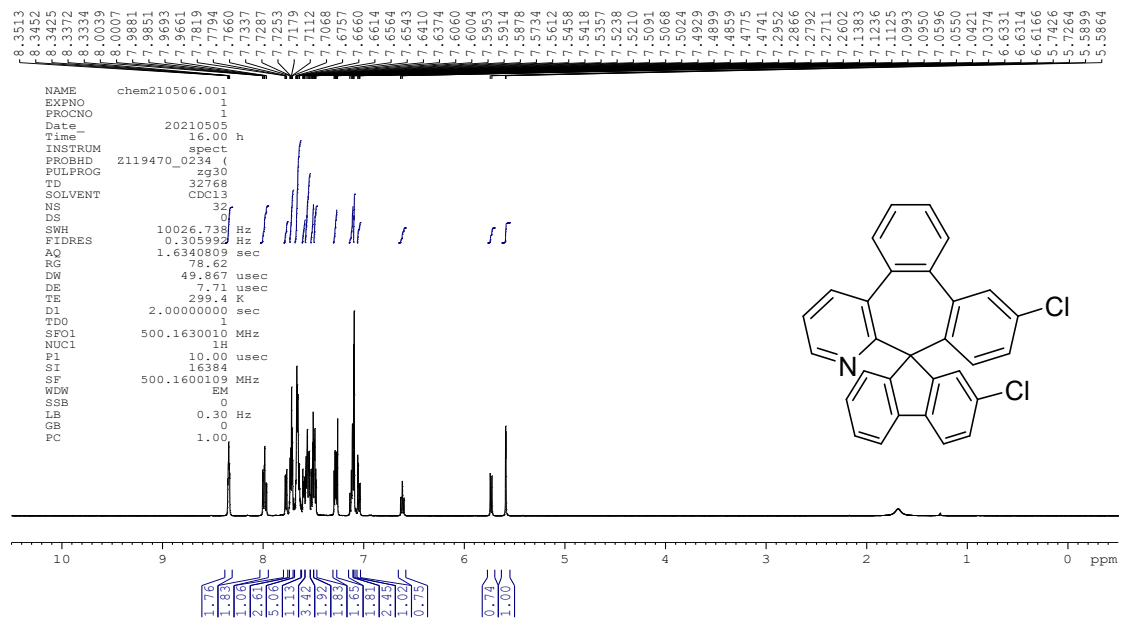 8.3513
8.3452
8.3425
8.3372
8.3334
8.0039
8.0007
7.9881
7.9851
7.9693
7.9661
7.7819
7.7794
7.7660
7.7337
7.7287
7.7253
7.7179
7.7112
7.7068
7.6757
7.6660
7.6614
7.6564
7.6543
7.6410
7.6374
7.6060
7.6004
7.5953
7.5914
7.5878
7.5734
7.5612
7.5458
7.5418
7.5357
7.5238
7.5210
7.5091
7.5068
7.5024
7.4929
7.4899
7.4859
7.4775
7.4741
7.2952
7.2866
7.2792
7.2711
7.2602
7.1383
7.1236
7.1125
7.0993
7.0950
7.0596
7.0550
7.0421
7.0374
6.6331
6.6314
6.6166
5.7426
5.7264
5.5899
5.5864
NAME chem210506.001
EXPNO 1
PROCNO 1
Date_ 20210505
Time 16.00 h
INSTRUM spect
PROBHD Z119470_0234 (
PULPROG zg30
TD 32768
SOLVENT CDCl3
NS 32
DS 0
SWH 10026.738 Hz
FIDRES 0.305992 Hz
AQ 1.6340809 sec
RG 78.62
DW 49.867 usec
DE 7.71 usec
TE 299.4 K
D1 2.00000000 sec
TD0 1
SFO1 500.1630010 MHz
NUC1 1H
P1 10.00 usec
SI 16384
SF 500.1600109 MHz
WDW EM
SSB 0
LB 0.30 Hz
GB 0
PC 1.00
Cl
N
Cl
10 9 8 7 6 5 4 3 2 1 0 ppm
1.76
1.83
1.06
2.61
5.06
1.13
3.42
1.92
1.83
1.65
1.81
2.45
1.02
0.75
0.74
1.00